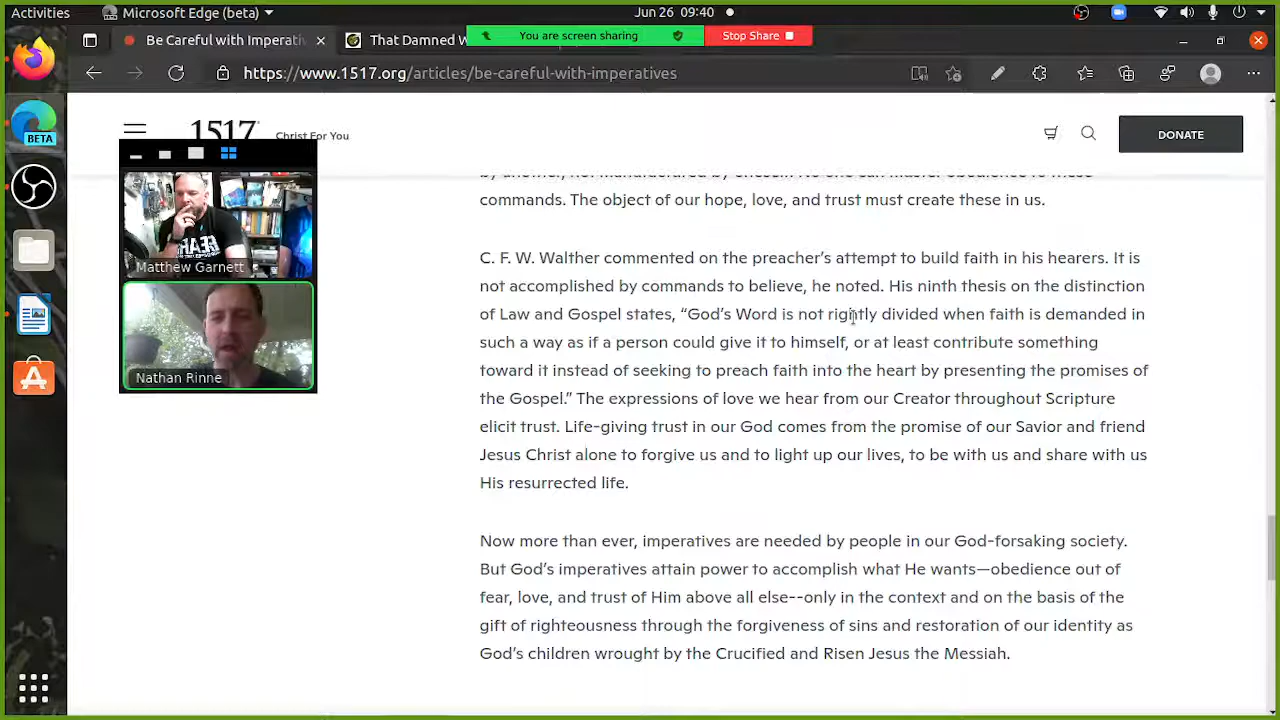 Activities
Microsoft Edge (beta)
Jun 26 09:40
Be Careful with Imperati
That Damned W
You are screen sharing
Stop Share
https://www.1517.org/articles/be-careful-with-imperatives
BETA
1517
Christ For You
DONATE
commands. The object of our hope, love, and trust must create these in us.
C. F. W. Walther commented on the preacher's attempt to build faith in his hearers. It is
not accomplished by commands to believe, he noted. His ninth thesis on the distinction
of Law and Gospel states, “God's Word is not rightly divided when faith is demanded in
such a way as if a person could give it to himself, or at least contribute something
toward it instead of seeking to preach faith into the heart by presenting the promises of
the Gospel.” The expressions of love we hear from our Creator throughout Scripture
elicit trust. Life-giving trust in our God comes from the promise of our Savior and friend
Jesus Christ alone to forgive us and to light up our lives, to be with us and share with us
His resurrected life.
Now more than ever, imperatives are needed by people in our God-forsaking society.
But God's imperatives attain power to accomplish what He wants—obedience out of
fear, love, and trust of Him above all else--only in the context and on the basis of the
gift of righteousness through the forgiveness of sins and restoration of our identity as
God's children wrought by the Crucified and Risen Jesus the Messiah.
FEAR
Matthew Garnett
Nathan Rinne